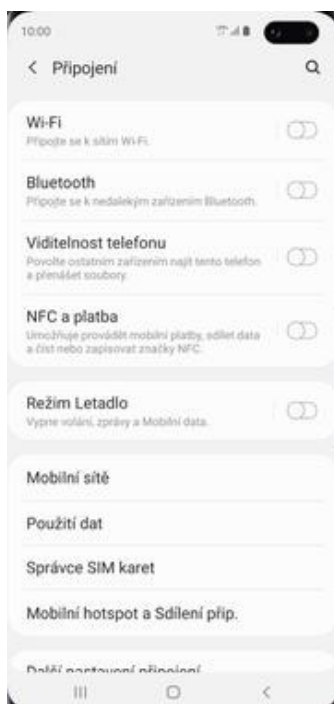 10:00
Připojení
Wi-Fi
Připojte se k sítím Wi-Fi.
Bluetooth
Připojte se k nedalekým zařízením Bluetooth.
Viditelnost telefonu
Povolte ostatním zařízením najít tento telefon
a přenášet soubory.
NFC a platba
Umožňuje provádět mobilní platby, sdílet data
a číst nebo zapisovat značky NFC.
Režim Letadlo
Vypne volání, zprávy a Mobilní data.
Mobilní sítě
Použití dat
Správce SIM karet
Mobilní hotspot a Sdílení přip.
Další nastavení připojení